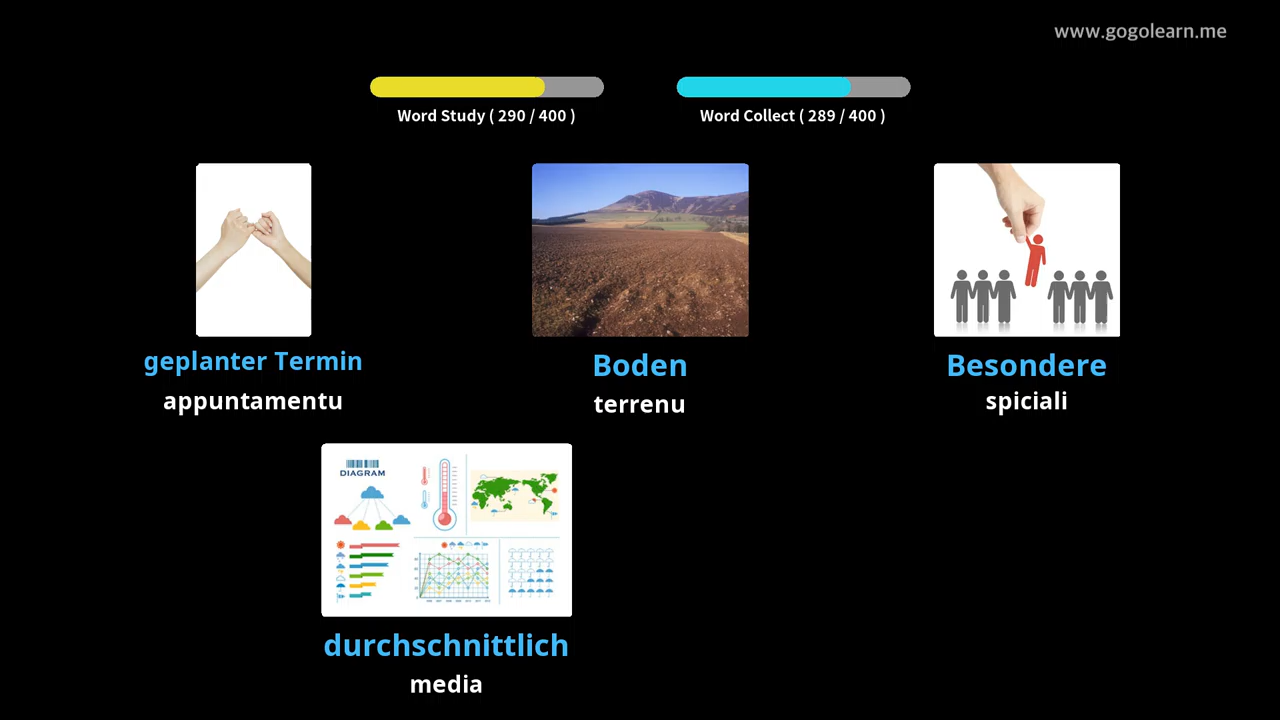 www.gogolearn.me
Word Study ( 290 / 400 )
Word Collect ( 289 / 400 )
geplanter Termin
appuntamentu
Boden
terrenu
Besondere
spiciali
DIAGRAM
durchschnittlich
media